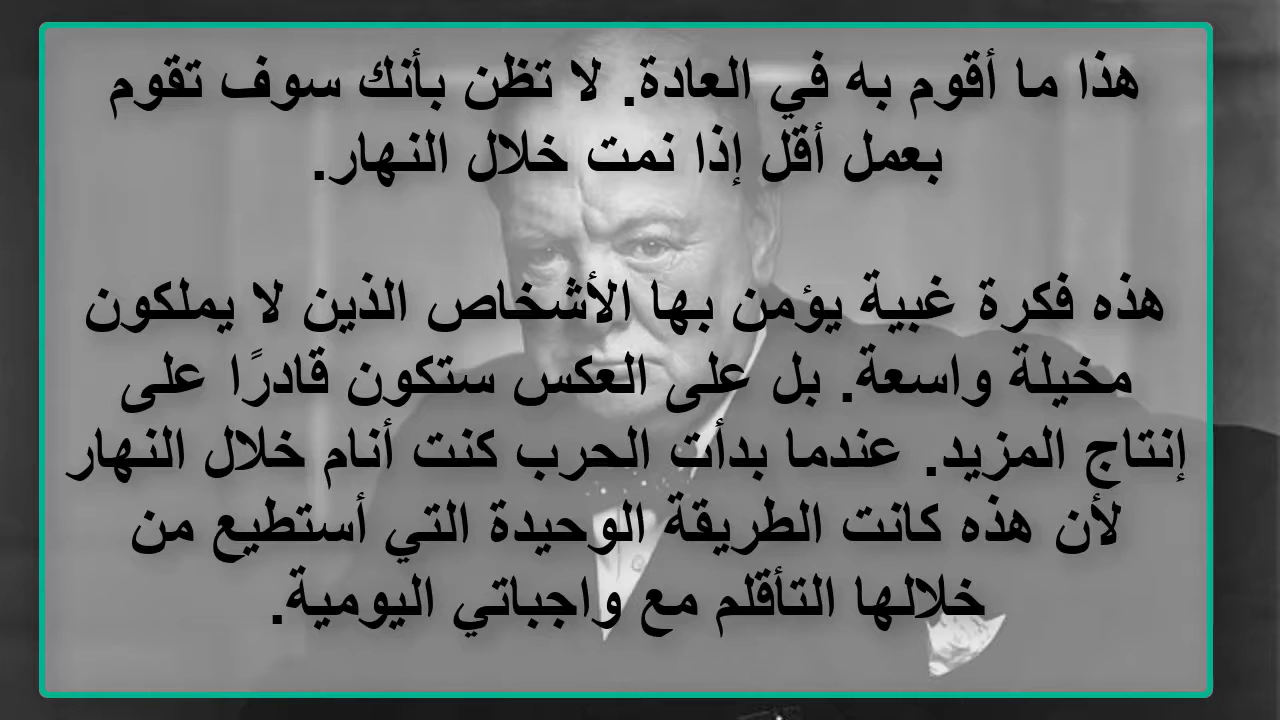 هذا ما أقوم به في العادة. لا تظن بأنك سوف تقوم
بعمل أقل إذا نمت خلال النهار.
هذه فكرة غبية يؤمن بها الأشخاص الذين لا يملكون
مخيلة واسعة. بل على العكس ستكون قادرًا على
إنتاج المزيد. عندما بدأت الحرب كنت أنام خلال النهار
لأن هذه كانت الطريقة الوحيدة التي أستطيع من
خلالها التأقلم مع واجباتي اليومية.